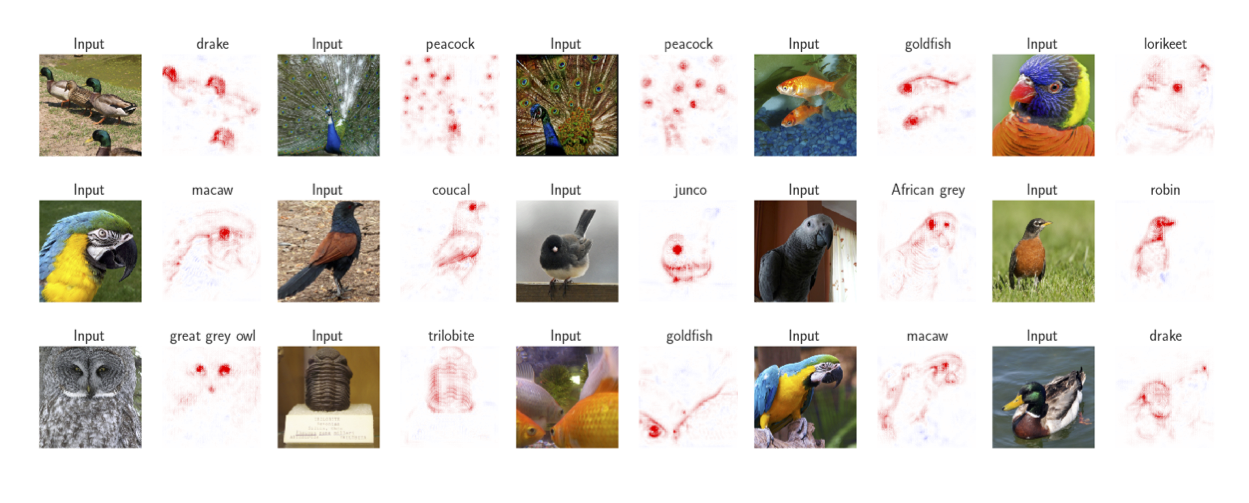 Input drake Input peacock Input peacock Input goldfish Input lorikeet
Input macaw Input coucal Input junco Input African grey Input robin
Input great grey owl Input trilobite Input goldfish Input macaw Input drake